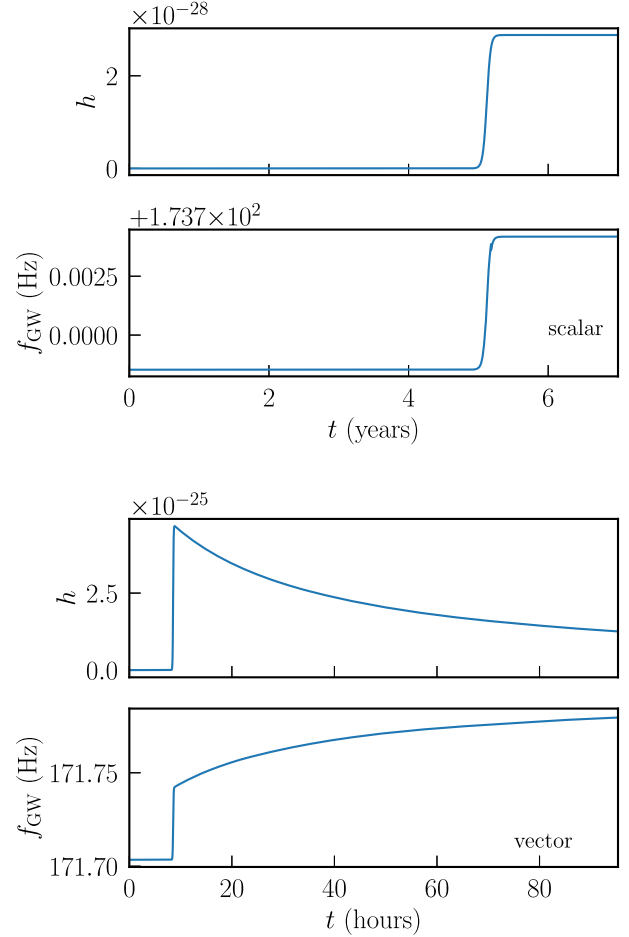 ×10⁻²⁸
2
h
0
+1.737×10²
0.0025
f_GW (Hz)
0.0000
scalar
0 2 4 6
t (years)
×10⁻²⁵
2.5
h
0.0
171.75
f_GW (Hz)
vector
171.70
0 20 40 60 80
t (hours)